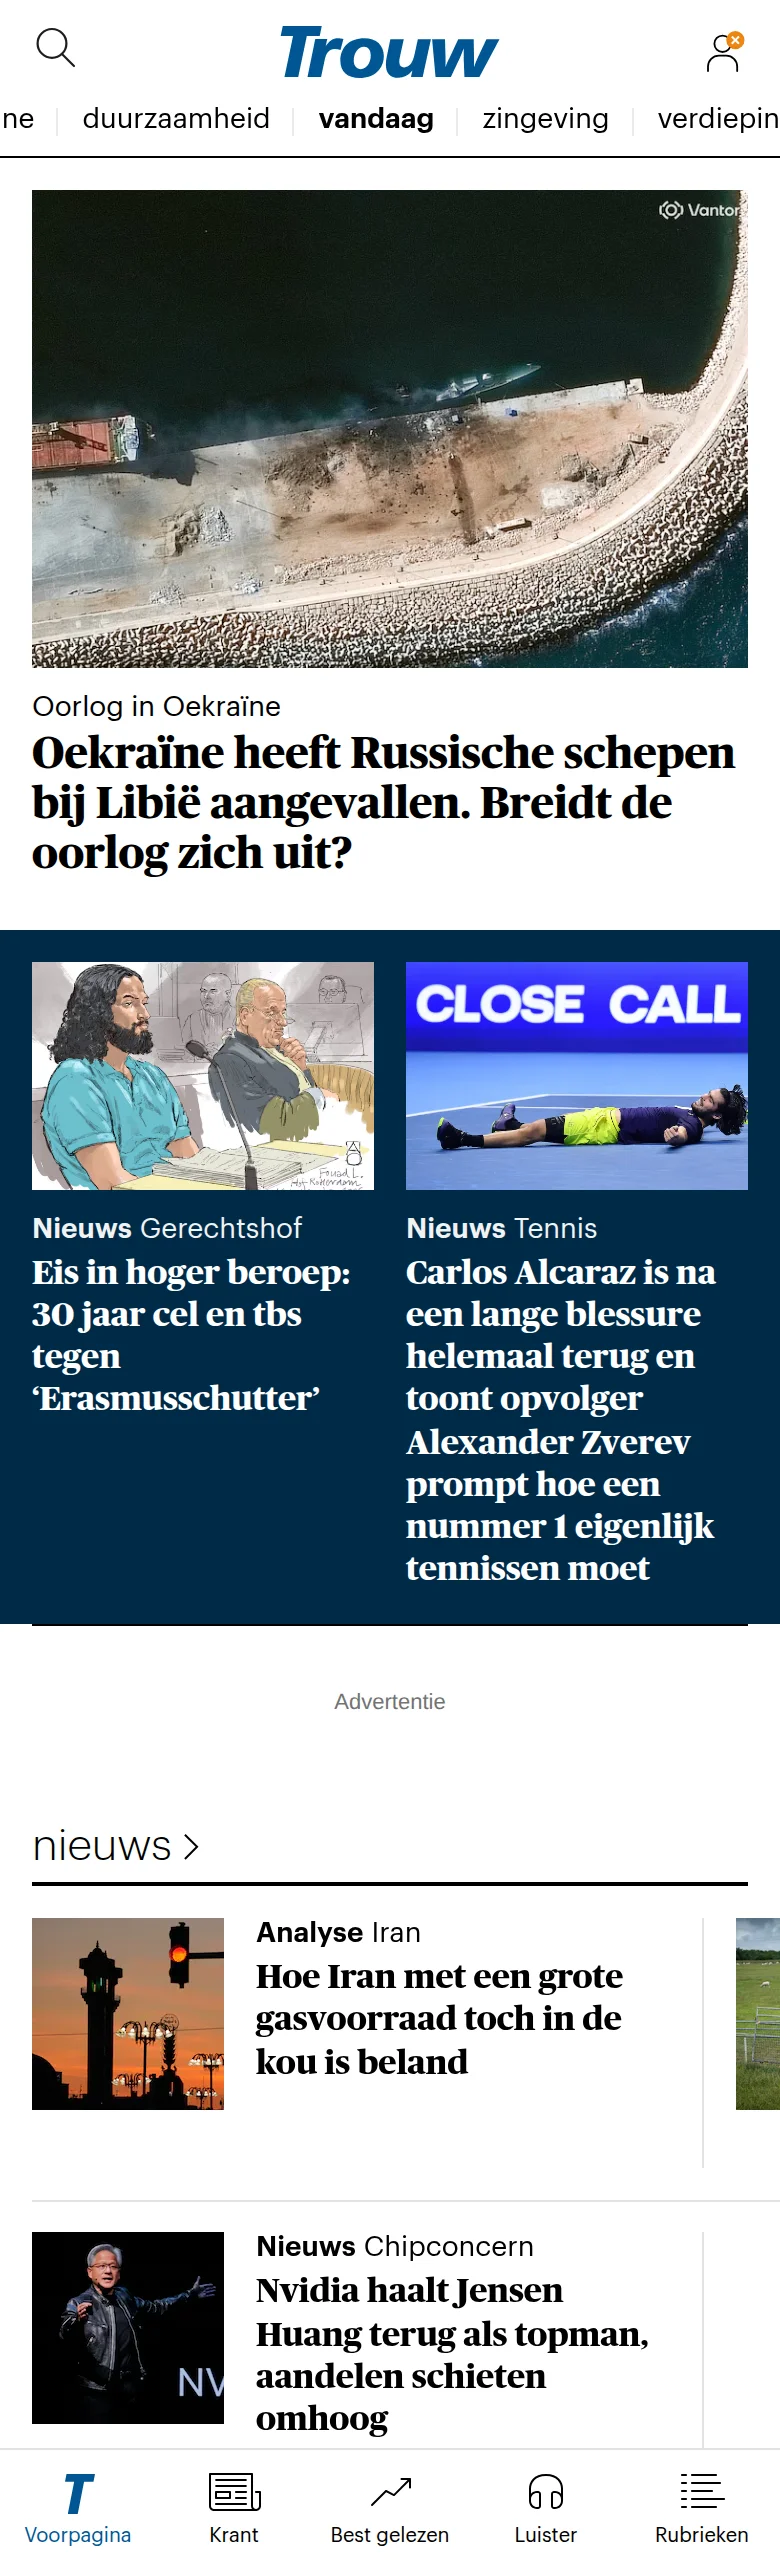 Trouw
ne
duurzaamheid
vandaag
zingeving
verdiepin
Vantor
Oorlog in Oekraïne
Oekraïne heeft Russische schepen
bij Libië aangevallen. Breidt de
oorlog zich uit?
CLOSE CALL
Fouad L.
Hof Rotterdam
Nieuws Gerechtshof
Eis in hoger beroep:
30 jaar cel en tbs
tegen
‘Erasmusschutter’
Nieuws Tennis
Carlos Alcaraz is na
een lange blessure
helemaal terug en
toont opvolger
Alexander Zverev
prompt hoe een
nummer 1 eigenlijk
tennissen moet
Advertentie
nieuws
Analyse Iran
Hoe Iran met een grote
gasvoorraad toch in de
kou is beland
NV
Nieuws Chipconcern
Nvidia haalt Jensen
Huang terug als topman,
aandelen schieten
omhoog
T
Voorpagina
Krant
Best gelezen
Luister
Rubrieken